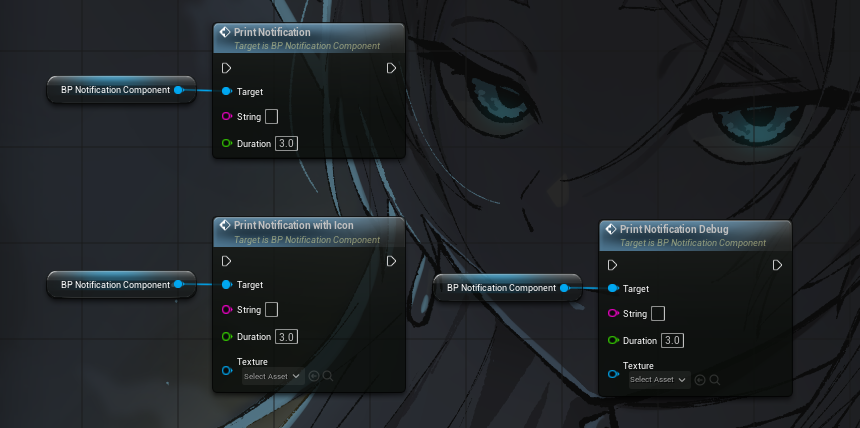 Print Notification
Target is BP Notification Component
BP Notification Component
Target
String
Duration 3.0
Print Notification with Icon
Target is BP Notification Component
BP Notification Component
Target
String
Duration 3.0
Texture
Select Asset
Print Notification Debug
Target is BP Notification Component
BP Notification Component
Target
String
Duration 3.0
Texture
Select Asset